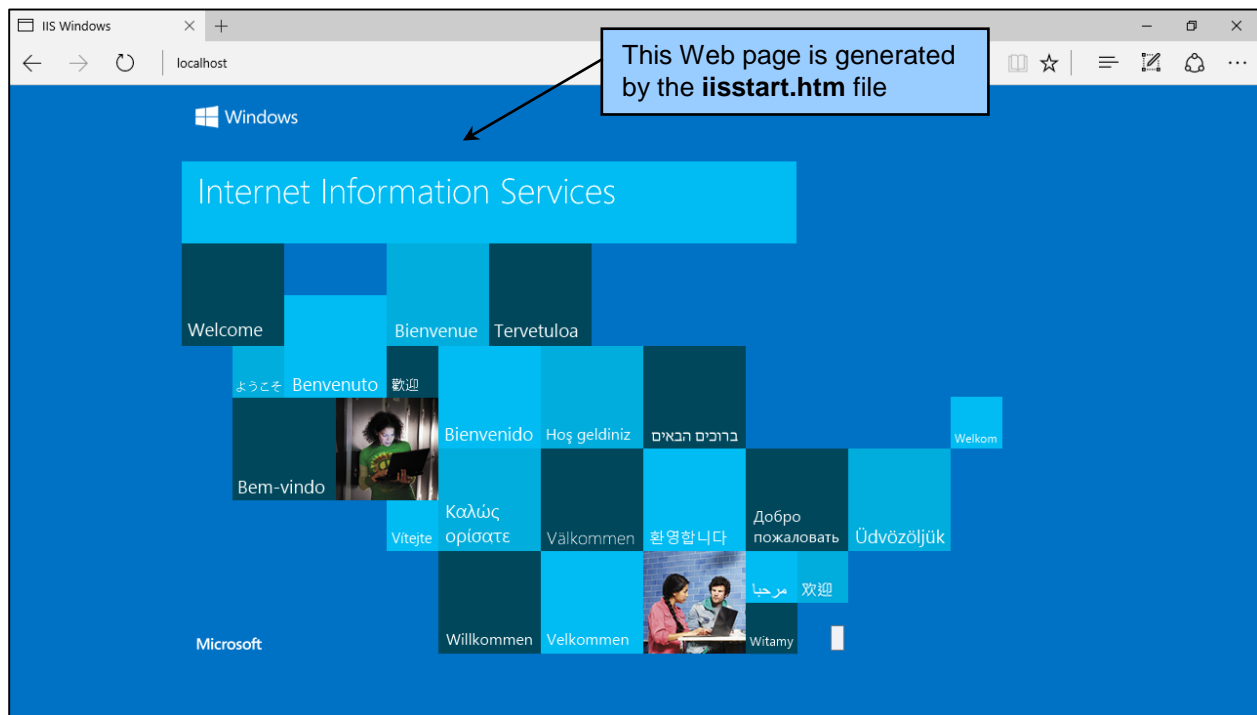 IIS Windows
localhost
This Web page is generated
by the iisstart.htm file
Windows
Internet Information Services
Welcome
Bienvenue
Tervetuloa
ようこそ
Benvenuto
歡迎
Bienvenido
Hoş geldiniz
ברוכים הבאים
Welkom
Bem-vindo
Vítejte
Καλώς
ορίσατε
Välkommen
환영합니다
Добро
пожаловать
Üdvözöljük
مرحبا
欢迎
Microsoft
Willkommen
Velkommen
Witamy